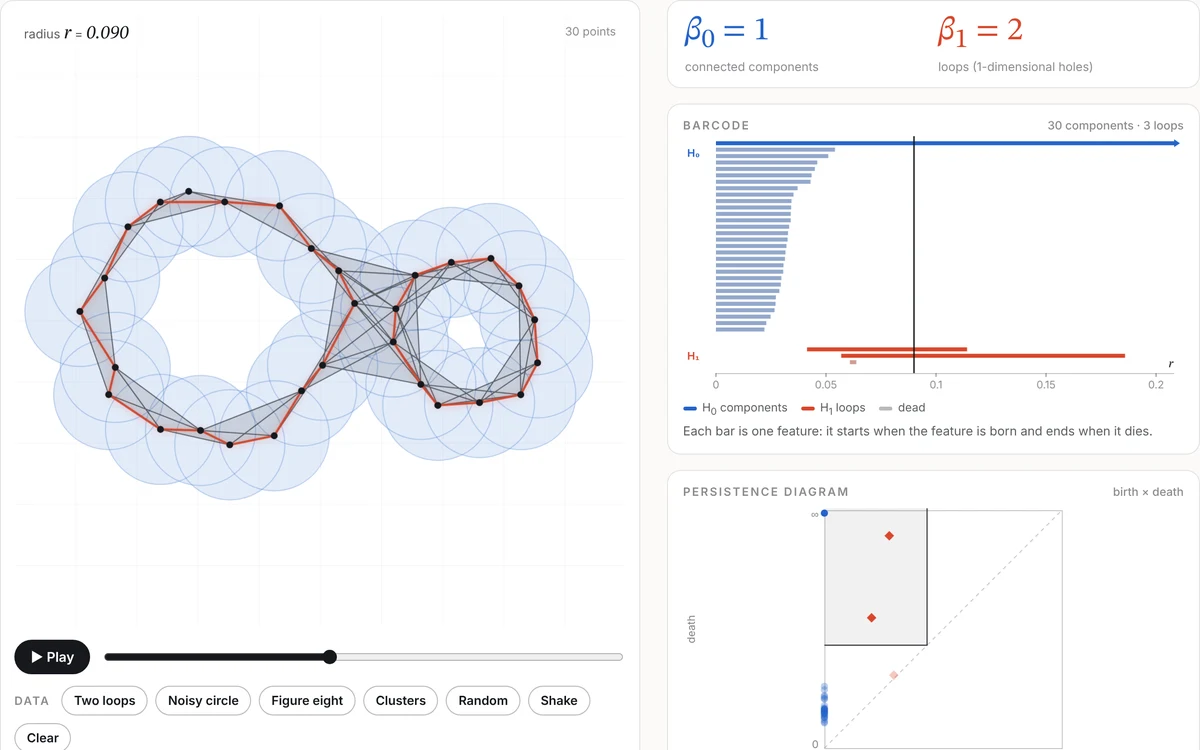 radius r = 0.090
30 points
▶ Play
DATA
Two loops
Noisy circle
Figure eight
Clusters
Random
Shake
Clear
β₀ = 1
connected components
β₁ = 2
loops (1-dimensional holes)
BARCODE
30 components · 3 loops
H₀
H₁
r
0 0.05 0.1 0.15 0.2
H₀ components H₁ loops dead
Each bar is one feature: it starts when the feature is born and ends when it dies.
PERSISTENCE DIAGRAM
birth × death
∞
death
0